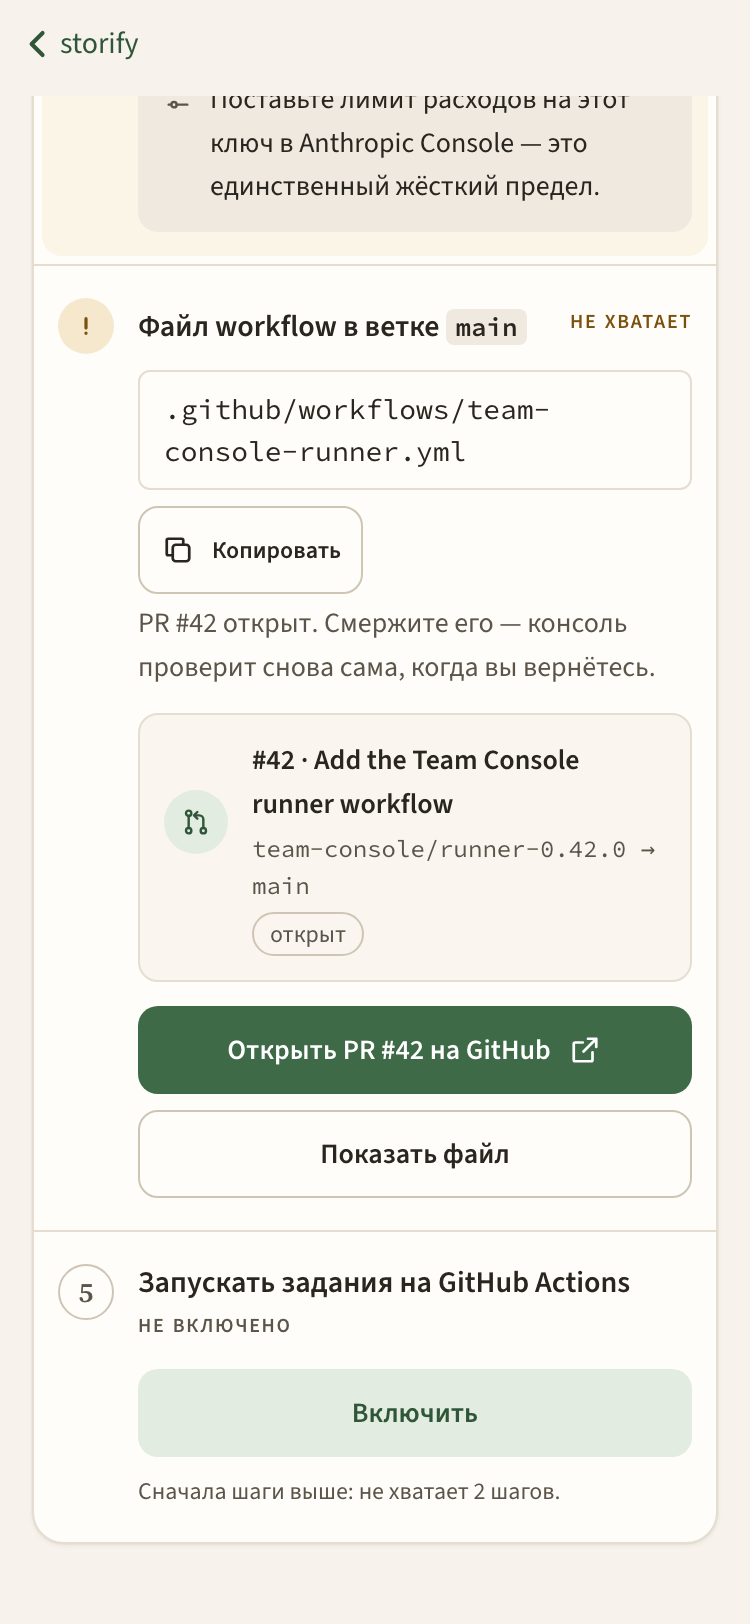 storify
Поставьте лимит расходов на этот
ключ в Anthropic Console — это
единственный жёсткий предел.
Файл workflow в ветке main
НЕ ХВАТАЕТ
.github/workflows/team-
console-runner.yml
Копировать
PR #42 открыт. Смержите его — консоль
проверит снова сама, когда вы вернётесь.
#42 · Add the Team Console
runner workflow
team-console/runner-0.42.0 →
main
открыт
Открыть PR #42 на GitHub
Показать файл
5
Запускать задания на GitHub Actions
НЕ ВКЛЮЧЕНО
Включить
Сначала шаги выше: не хватает 2 шагов.